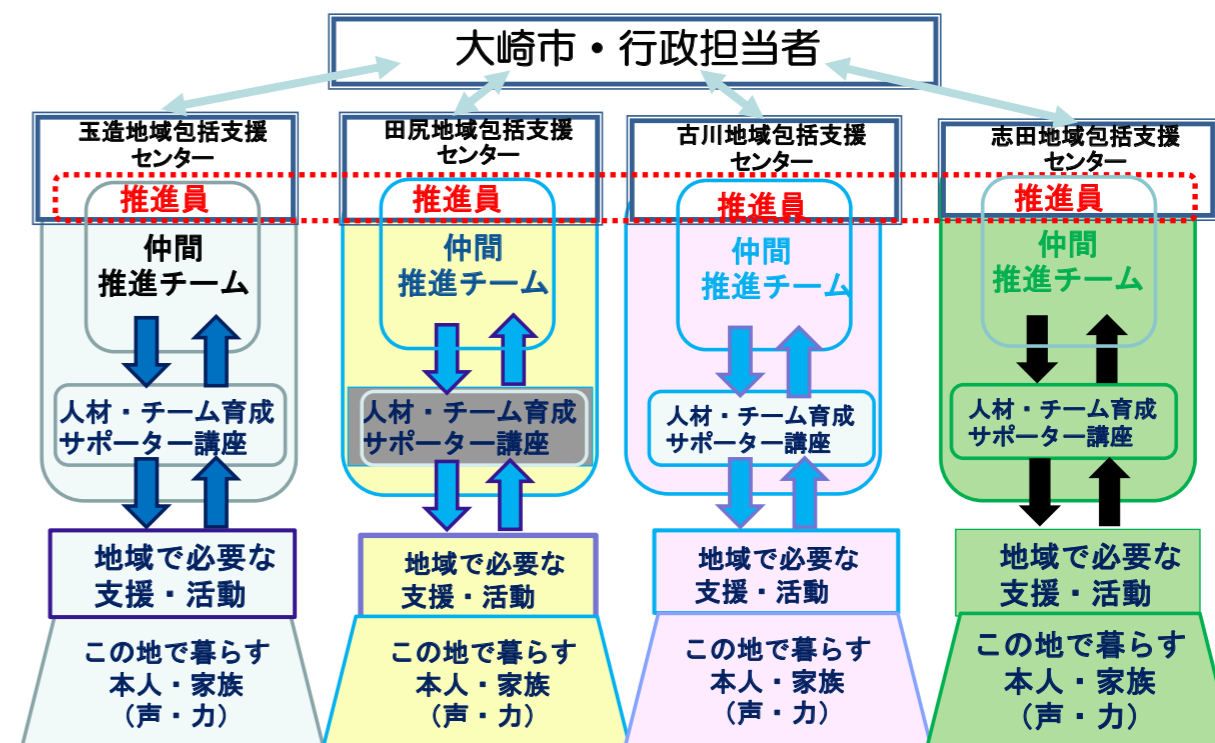 大崎市・行政担当者
玉造地域包括支援
センター
推進員
仲間
推進チーム
人材・チーム育成
サポーター講座
地域で必要な
支援・活動
この地で暮らす
本人・家族
（声・力）
田尻地域包括支援
センター
推進員
仲間
推進チーム
人材・チーム育成
サポーター講座
地域で必要な
支援・活動
この地で暮らす
本人・家族
（声・力）
古川地域包括支援
センター
推進員
仲間
推進チーム
人材・チーム育成
サポーター講座
地域で必要な
支援・活動
この地で暮らす
本人・家族
（声・力）
志田地域包括支援
センター
推進員
仲間
推進チーム
人材・チーム育成
サポーター講座
地域で必要な
支援・活動
この地で暮らす
本人・家族
（声・力）